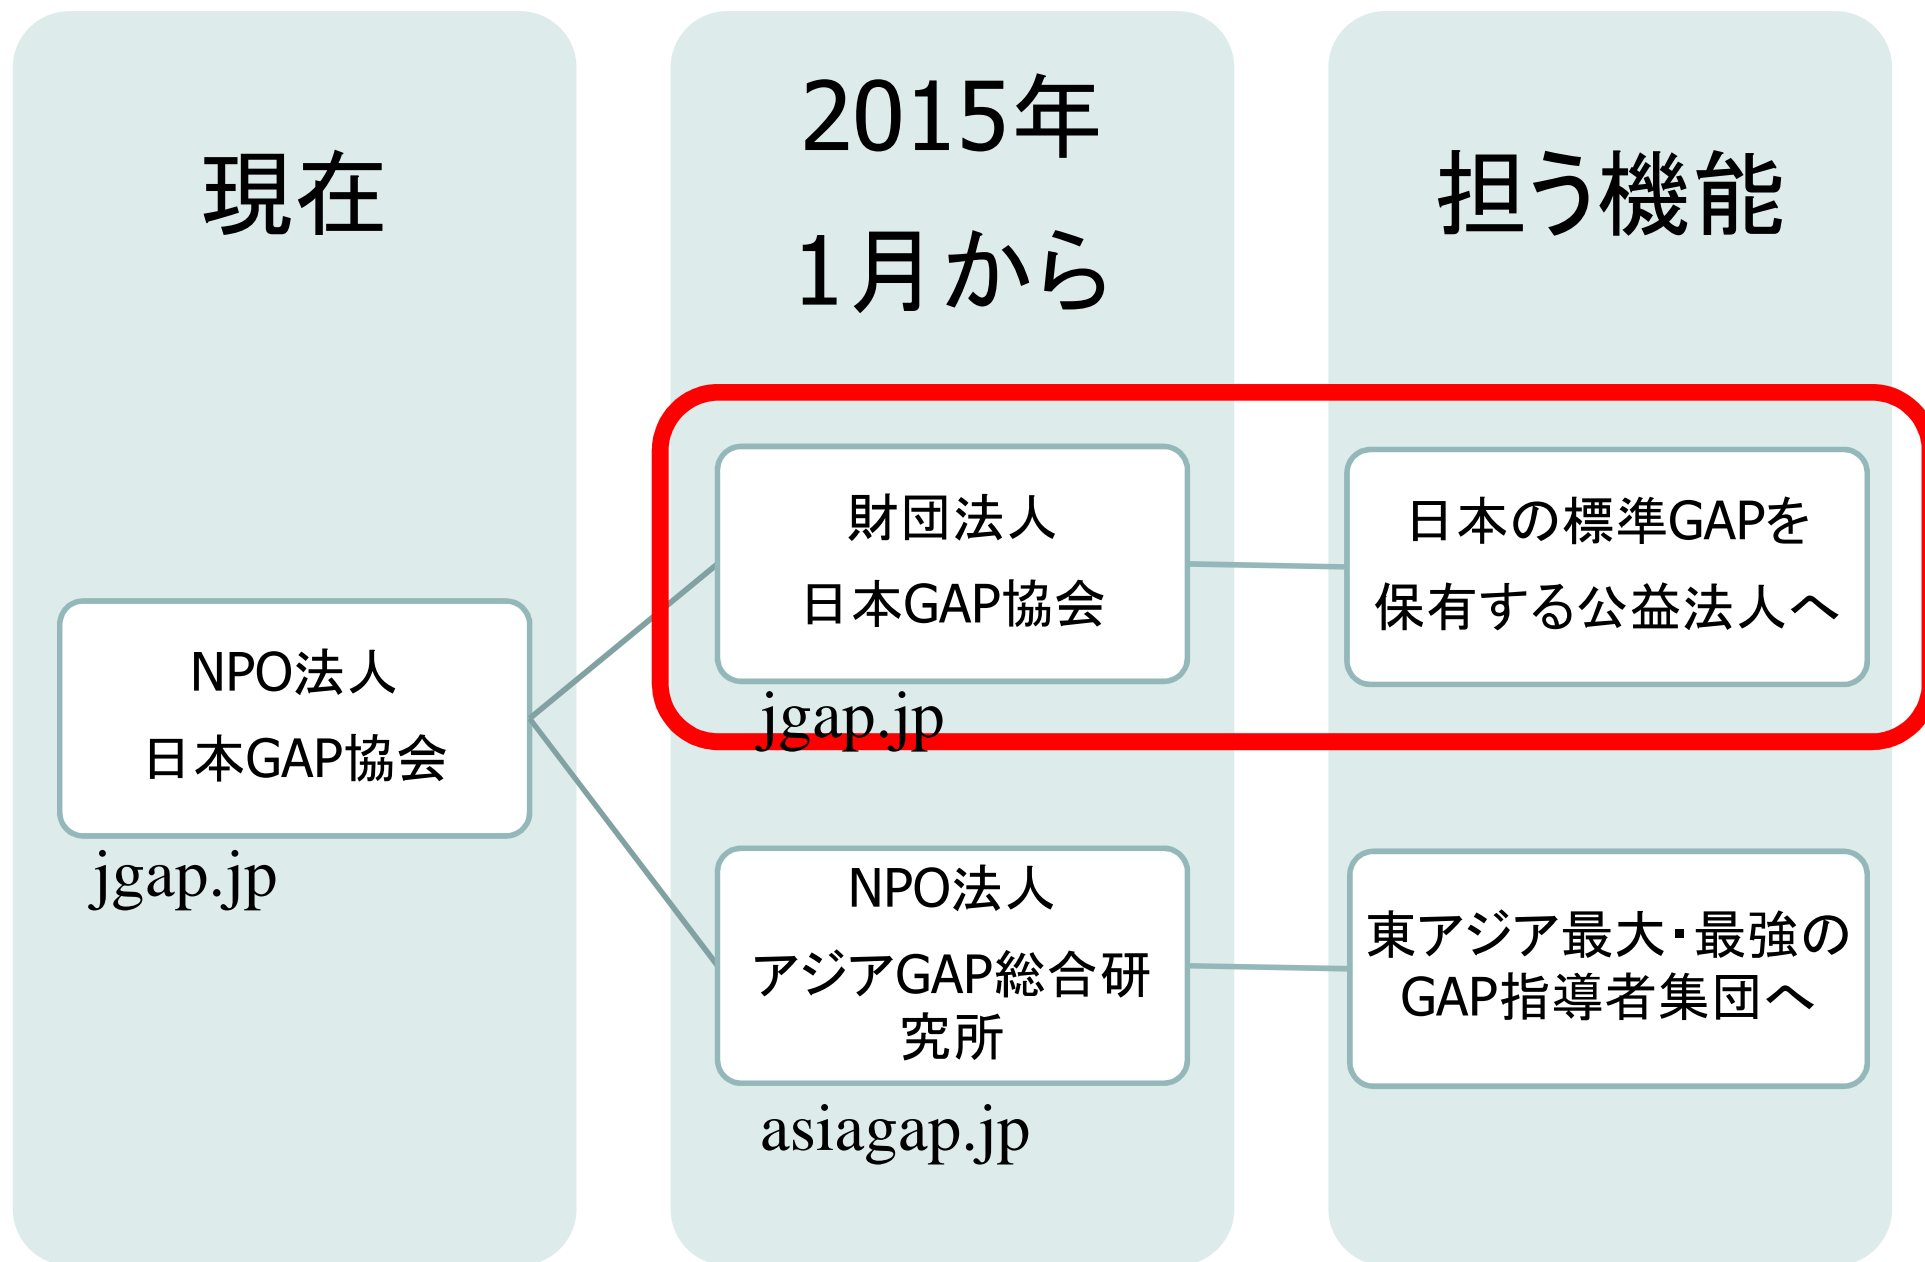 現在
2015年
1月から
担う機能
NPO法人
日本GAP協会
jgap.jp
財団法人
日本GAP協会
jgap.jp
日本の標準GAPを
保有する公益法人へ
NPO法人
アジアGAP総合研
究所
asiagap.jp
東アジア最大・最強の
GAP指導者集団へ